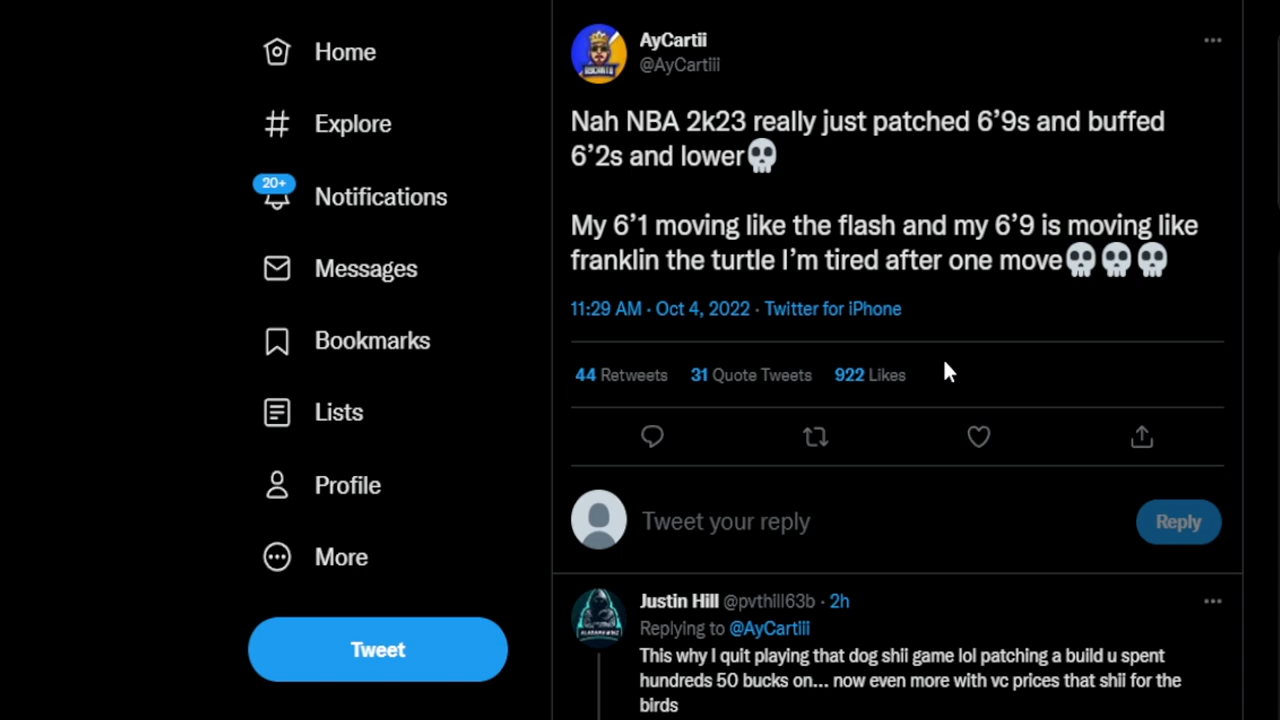 Home
Explore
20+
Notifications
Messages
Bookmarks
Lists
Profile
More
Tweet
AyCartii
@AyCartiii
Nah NBA 2k23 really just patched 6’9s and buffed
6’2s and lower💀
My 6’1 moving like the flash and my 6’9 is moving like
franklin the turtle I’m tired after one move💀💀💀
11:29 AM · Oct 4, 2022 · Twitter for iPhone
44 Retweets 31 Quote Tweets 922 Likes
Tweet your reply
Reply
Justin Hill @pvthill63b · 2h
Replying to @AyCartiii
This why I quit playing that dog shii game lol patching a build u spent
hundreds 50 bucks on... now even more with vc prices that shii for the
birds